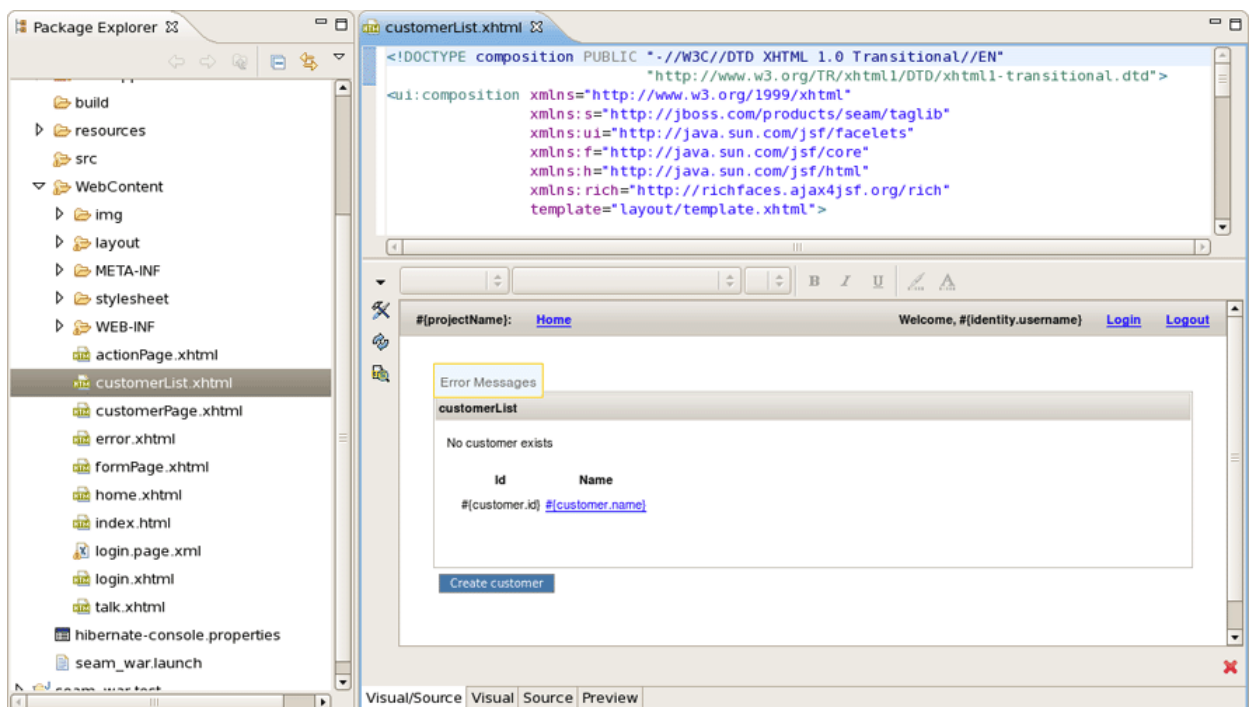 Package Explorer
build
resources
src
WebContent
img
layout
META-INF
stylesheet
WEB-INF
actionPage.xhtml
customerList.xhtml
customerPage.xhtml
error.xhtml
formPage.xhtml
home.xhtml
index.html
login.page.xml
login.xhtml
talk.xhtml
hibernate-console.properties
seam_war.launch
customerList.xhtml
<!DOCTYPE composition PUBLIC "-//W3C//DTD XHTML 1.0 Transitional//EN"
"http://www.w3.org/TR/xhtml1/DTD/xhtml1-transitional.dtd">
<ui:composition xmlns="http://www.w3.org/1999/xhtml"
xmlns:s="http://jboss.com/products/seam/taglib"
xmlns:ui="http://java.sun.com/jsf/facelets"
xmlns:f="http://java.sun.com/jsf/core"
xmlns:h="http://java.sun.com/jsf/html"
xmlns:rich="http://richfaces.ajax4jsf.org/rich"
template="layout/template.xhtml">
B I U A
#{projectName}: Home Welcome, #{identity.username} Login Logout
Error Messages
customerList
No customer exists
Id Name
#{customer.id} #{customer.name}
Create customer
Visual/Source Visual Source Preview